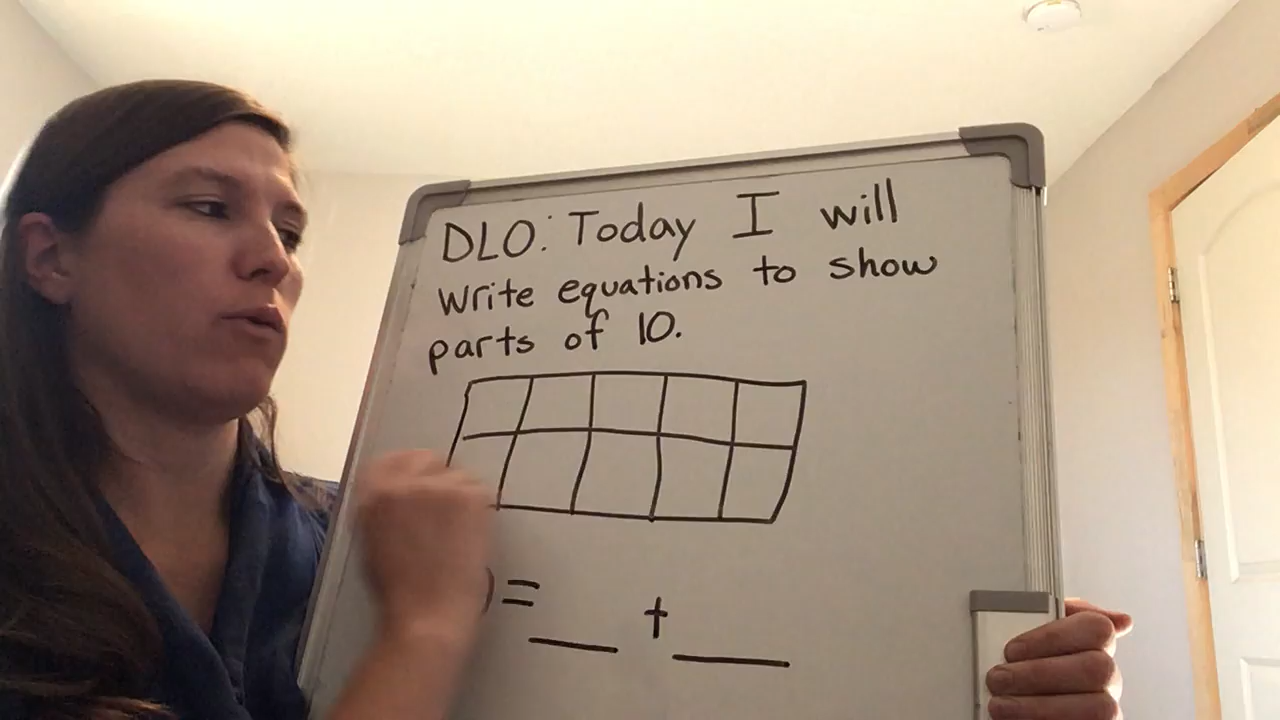 DLO: Today I will
write equations to show
parts of 10.
= ___ + ___